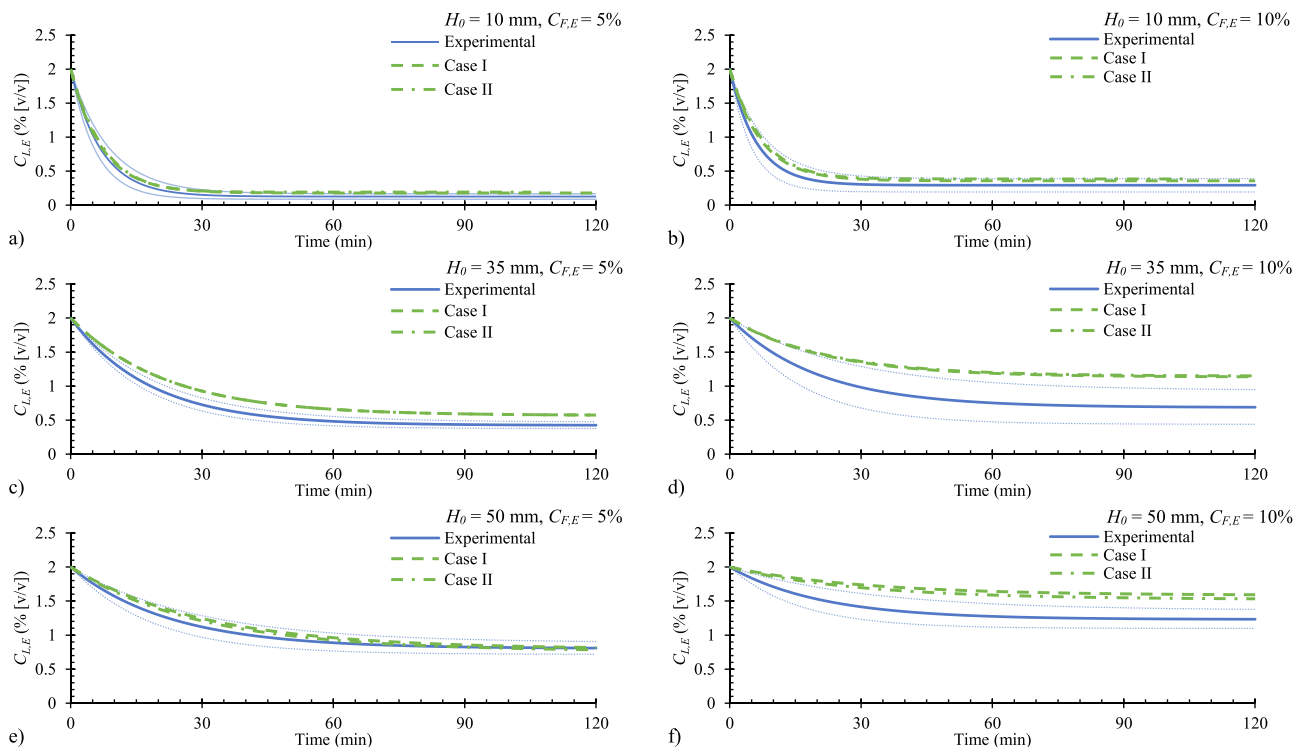 H0 = 10 mm, CF,E = 5%
Experimental
Case I
Case II
2.5
2
1.5
1
0.5
0
CL,E (% [v/v])
0 30 60 90 120
Time (min)
a)
H0 = 10 mm, CF,E = 10%
Experimental
Case I
Case II
2.5
2
1.5
1
0.5
0
CL,E (% [v/v])
0 30 60 90 120
Time (min)
b)
H0 = 35 mm, CF,E = 5%
Experimental
Case I
Case II
2.5
2
1.5
1
0.5
0
CL,E (% [v/v])
0 30 60 90 120
Time (min)
c)
H0 = 35 mm, CF,E = 10%
Experimental
Case I
Case II
2.5
2
1.5
1
0.5
0
CL,E (% [v/v])
0 30 60 90 120
Time (min)
d)
H0 = 50 mm, CF,E = 5%
Experimental
Case I
Case II
2.5
2
1.5
1
0.5
0
CL,E (% [v/v])
0 30 60 90 120
Time (min)
e)
H0 = 50 mm, CF,E = 10%
Experimental
Case I
Case II
2.5
2
1.5
1
0.5
0
CL,E (% [v/v])
0 30 60 90 120
Time (min)
f)